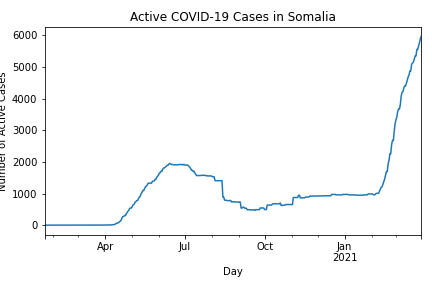 Active COVID-19 Cases in Somalia
Number of Active Cases
6000
5000
4000
3000
2000
1000
0
Apr
Jul
Oct
Jan
2021
Day